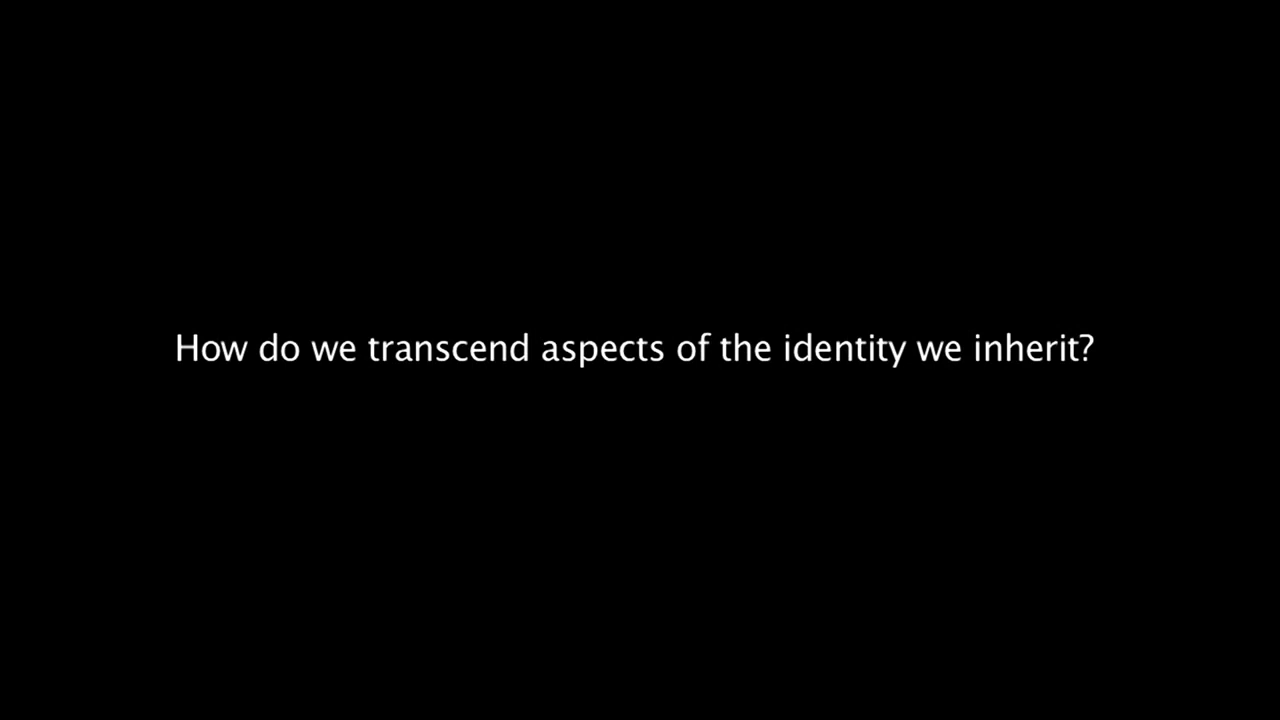 How do we transcend aspects of the identity we inherit?